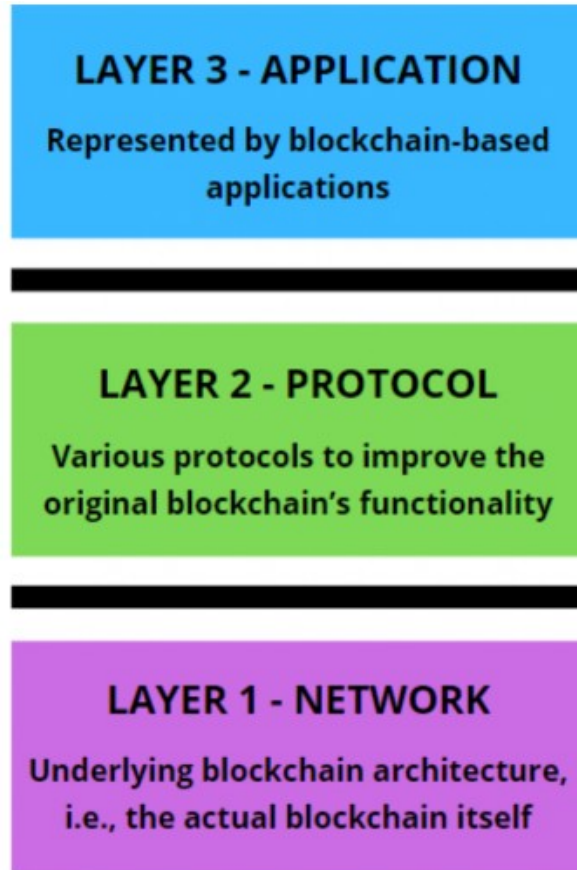 LAYER 3 - APPLICATION
Represented by blockchain-based
applications
LAYER 2 - PROTOCOL
Various protocols to improve the
original blockchain’s functionality
LAYER 1 - NETWORK
Underlying blockchain architecture,
i.e., the actual blockchain itself